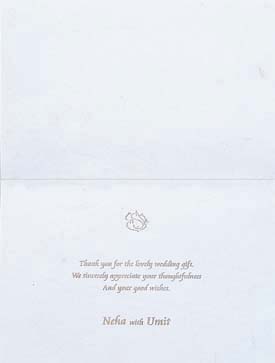 Thank you for the lovely wedding gift.
We sincerely appreciate your thoughtfulness
And your good wishes.
Neha with Umit